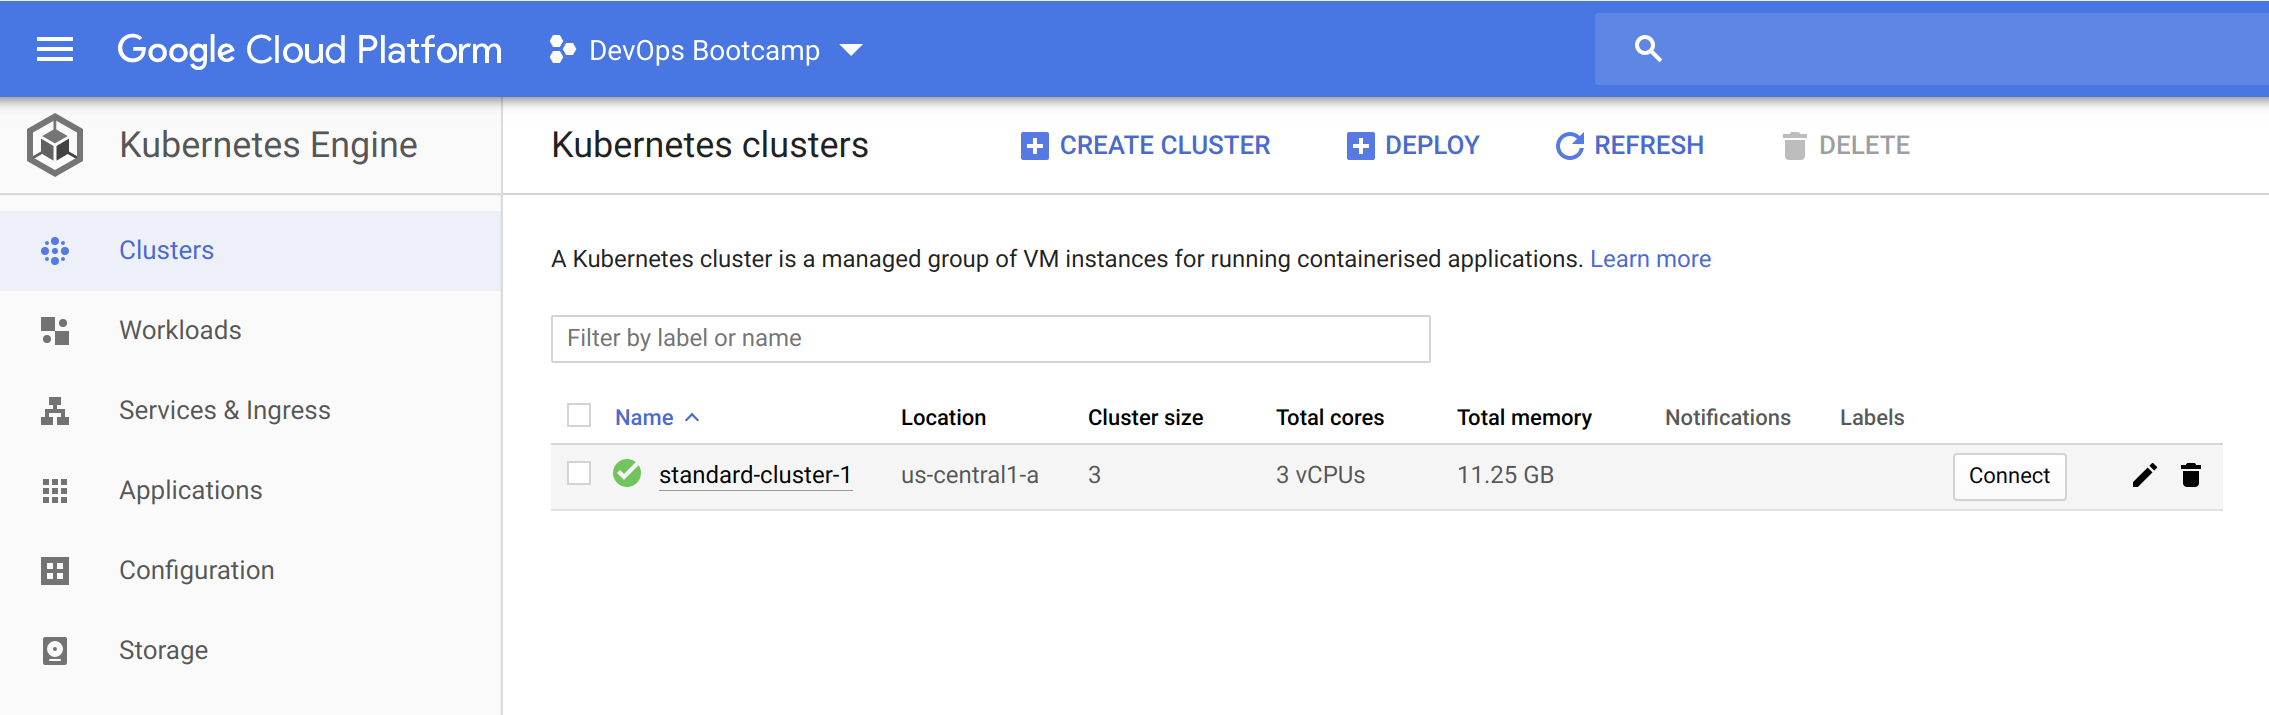 Google Cloud Platform DevOps Bootcamp
Kubernetes Engine
Clusters
Workloads
Services & Ingress
Applications
Configuration
Storage
Kubernetes clusters CREATE CLUSTER DEPLOY REFRESH DELETE
A Kubernetes cluster is a managed group of VM instances for running containerised applications. Learn more
Filter by label or name
Name Location Cluster size Total cores Total memory Notifications Labels
standard-cluster-1 us-central1-a 3 3 vCPUs 11.25 GB Connect